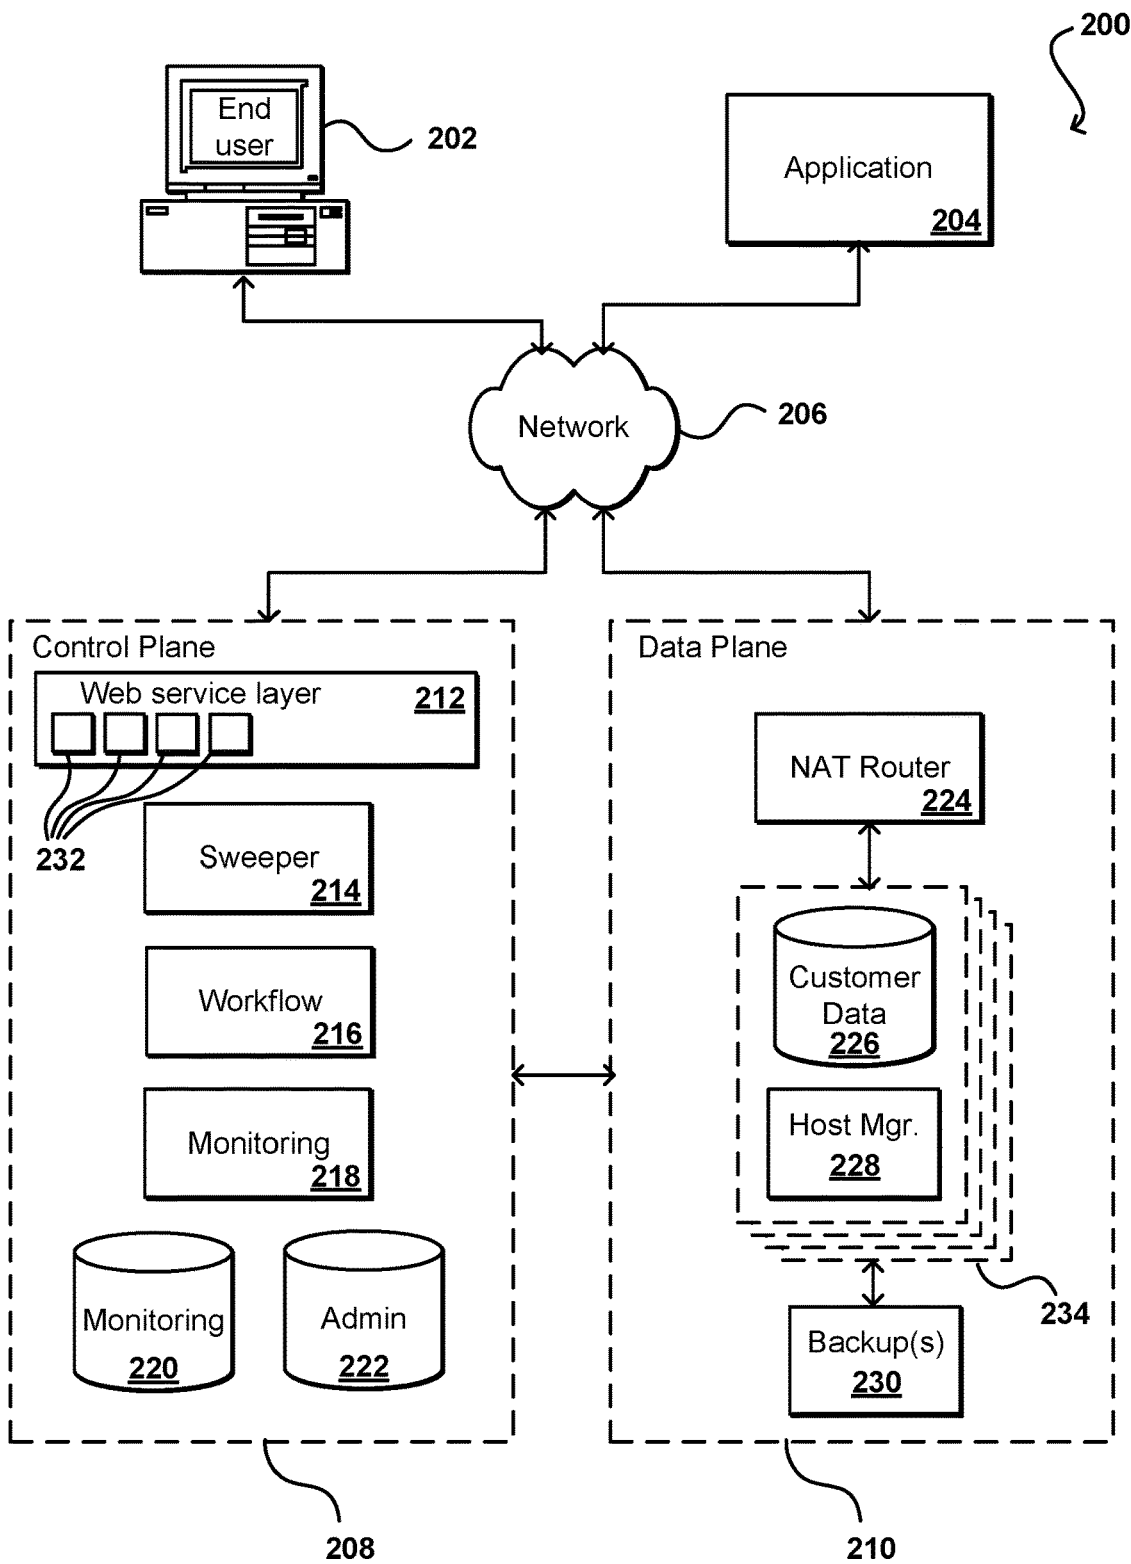 200
End
user
202
Application
204
Network
206
Control Plane
Web service layer
212
232
Sweeper
214
Workflow
216
Monitoring
218
Monitoring
220
Admin
222
208
Data Plane
NAT Router
224
Customer
Data
226
Host Mgr.
228
234
Backup(s)
230
210